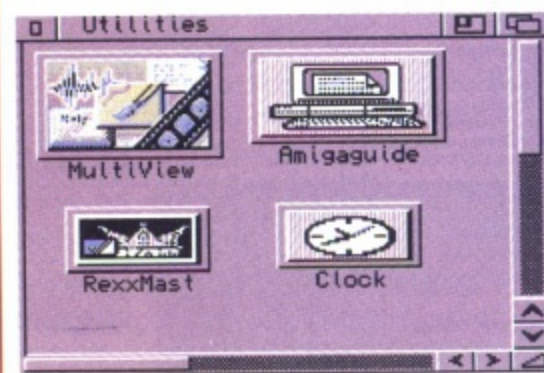 Utilities
MultiView
Amigaguide
RexxMast
Clock